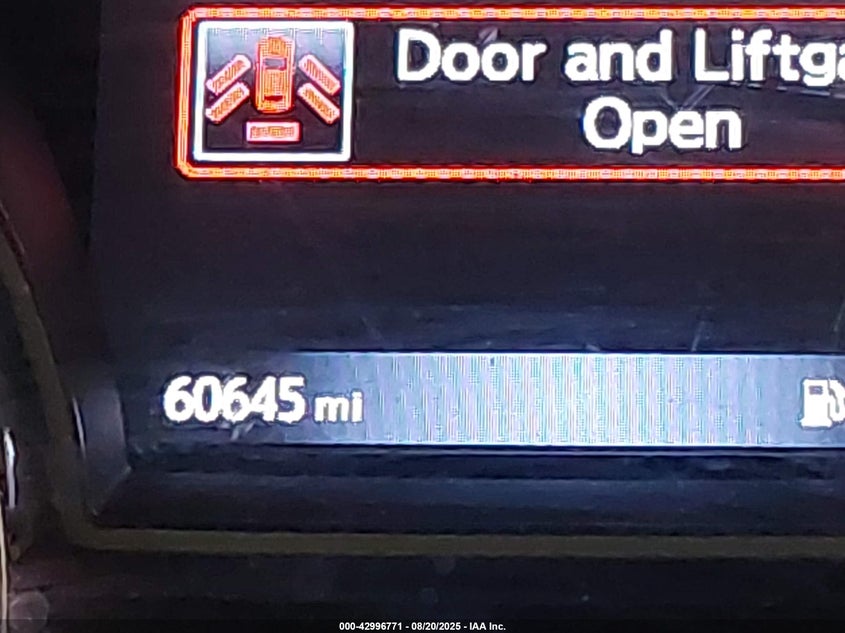 Door and Liftga
Open
60645 mi
000-42996771 - 08/20/2025 - IAA Inc.